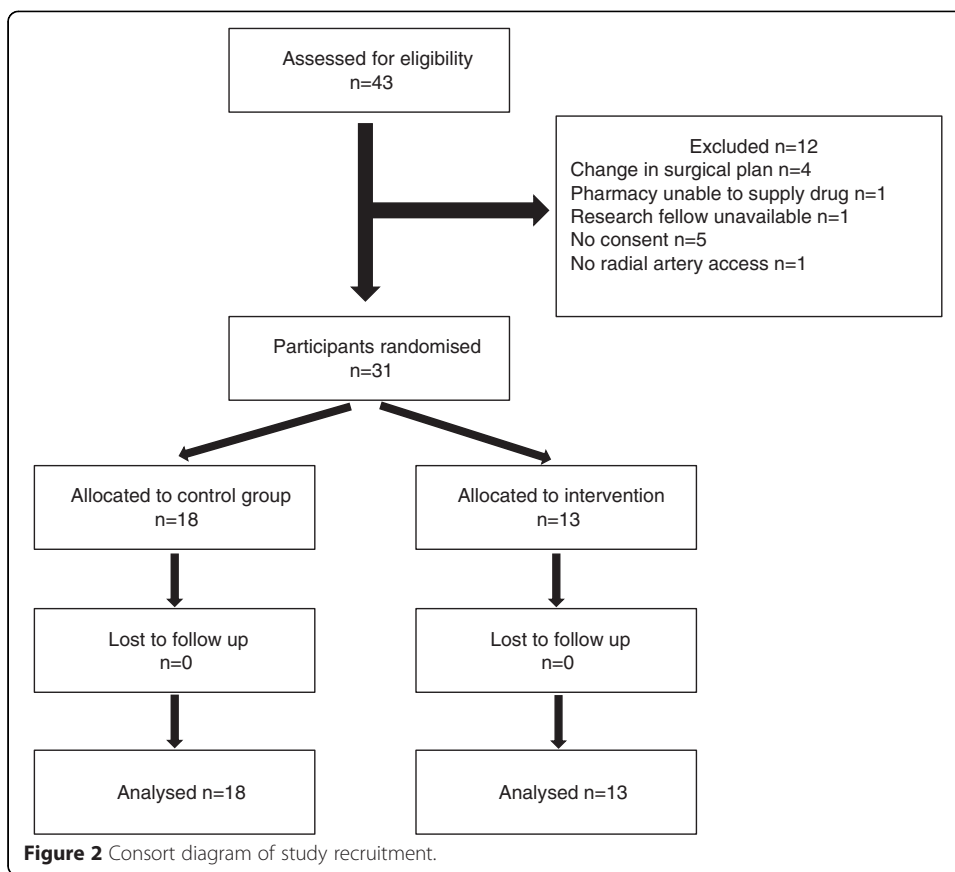 Assessed for eligibility
n=43
Excluded n=12
Change in surgical plan n=4
Pharmacy unable to supply drug n=1
Research fellow unavailable n=1
No consent n=5
No radial artery access n=1
Participants randomised
n=31
Allocated to control group
n=18
Allocated to intervention
n=13
Lost to follow up
n=0
Lost to follow up
n=0
Analysed n=18
Analysed n=13
Figure 2 Consort diagram of study recruitment.